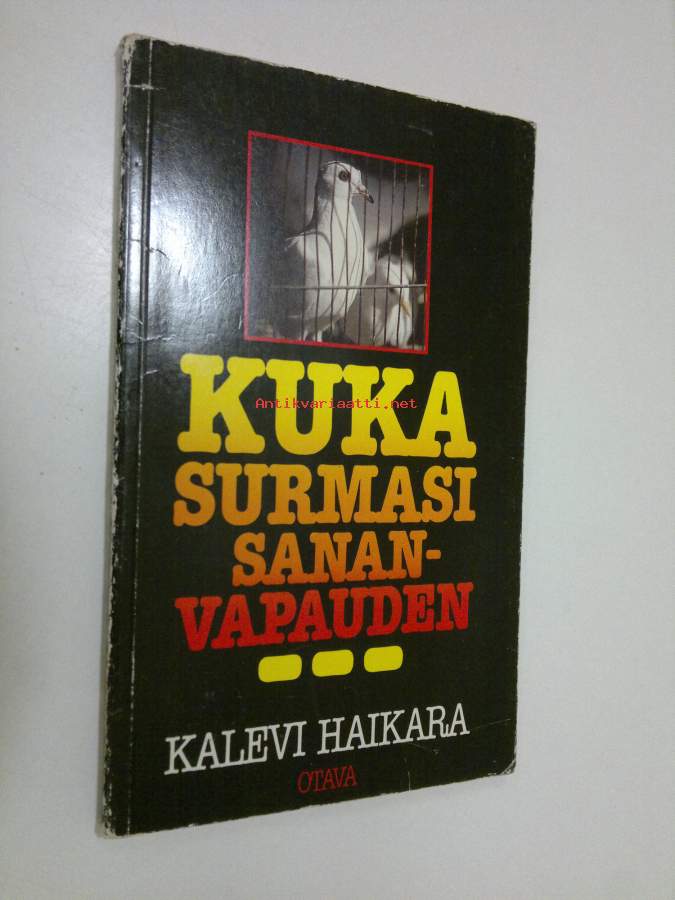 KUKA
Antikvariaatti.net
SURMASI
SANAN-
VAPAUDEN
KALEVI HAIKARA
OTAVA